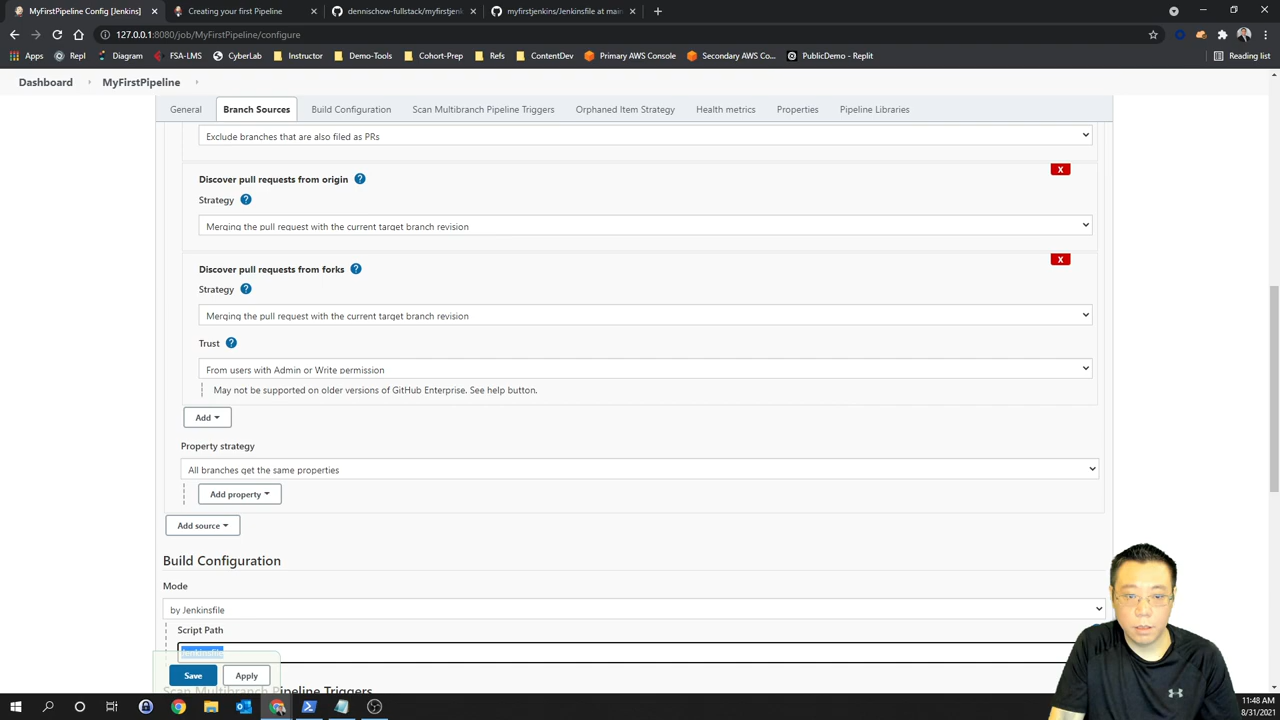 MyFirstPipeline Config [Jenkins]
Creating your first Pipeline
dennischow-fullstack/myfirstjenk
myfirstjenkins/Jenkinsfile at main
127.0.0.1:8080/job/MyFirstPipeline/configure
Apps
Repl
Diagram
FSA-LMS
CyberLab
Instructor
Demo-Tools
Cohort-Prep
Refs
ContentDev
Primary AWS Console
Secondary AWS Co...
PublicDemo - Replit
Reading list
Dashboard
MyFirstPipeline
General
Branch Sources
Build Configuration
Scan Multibranch Pipeline Triggers
Orphaned Item Strategy
Health metrics
Properties
Pipeline Libraries
Exclude branches that are also filed as PRs
X
Discover pull requests from origin ?
Strategy ?
Merging the pull request with the current target branch revision
X
Discover pull requests from forks ?
Strategy ?
Merging the pull request with the current target branch revision
Trust ?
From users with Admin or Write permission
May not be supported on older versions of GitHub Enterprise. See help button.
Add
Property strategy
All branches get the same properties
Add property
Add source
Build Configuration
Mode
by Jenkinsfile
Script Path
Jenkinsfile
Save
Apply
Scan Multibranch Pipeline Triggers
11:48 AM
8/31/2021